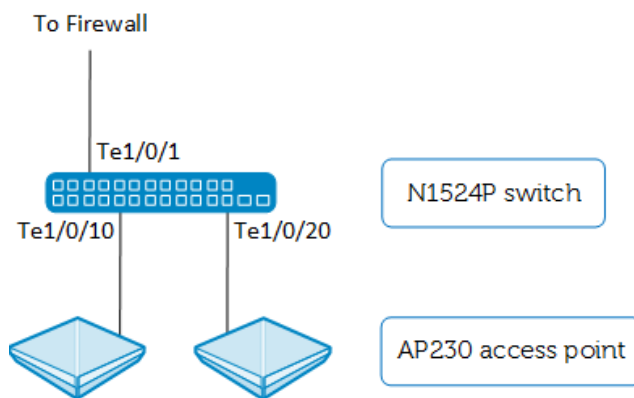 To Firewall
Te1/0/1
N1524P switch
Te1/0/10
Te1/0/20
AP230 access point